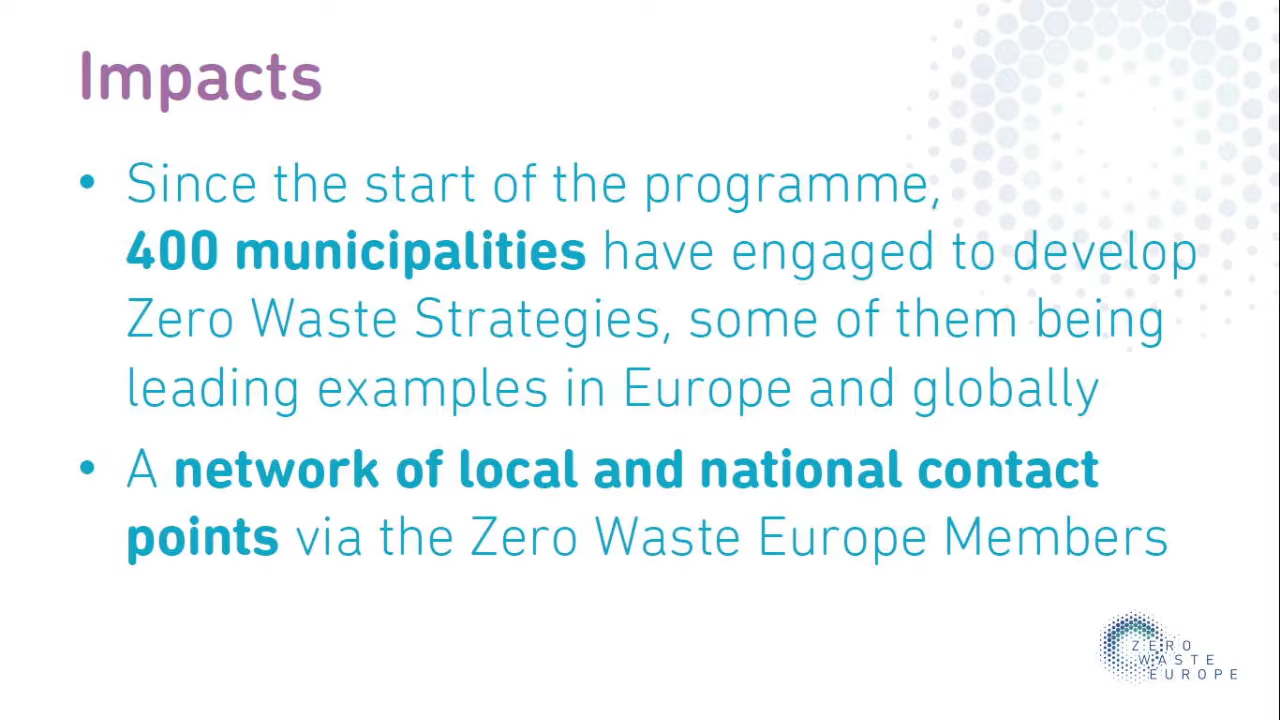 Impacts
• Since the start of the programme,
400 municipalities have engaged to develop
Zero Waste Strategies, some of them being
leading examples in Europe and globally
• A network of local and national contact
points via the Zero Waste Europe Members
ZERO
WASTE
EUROPE